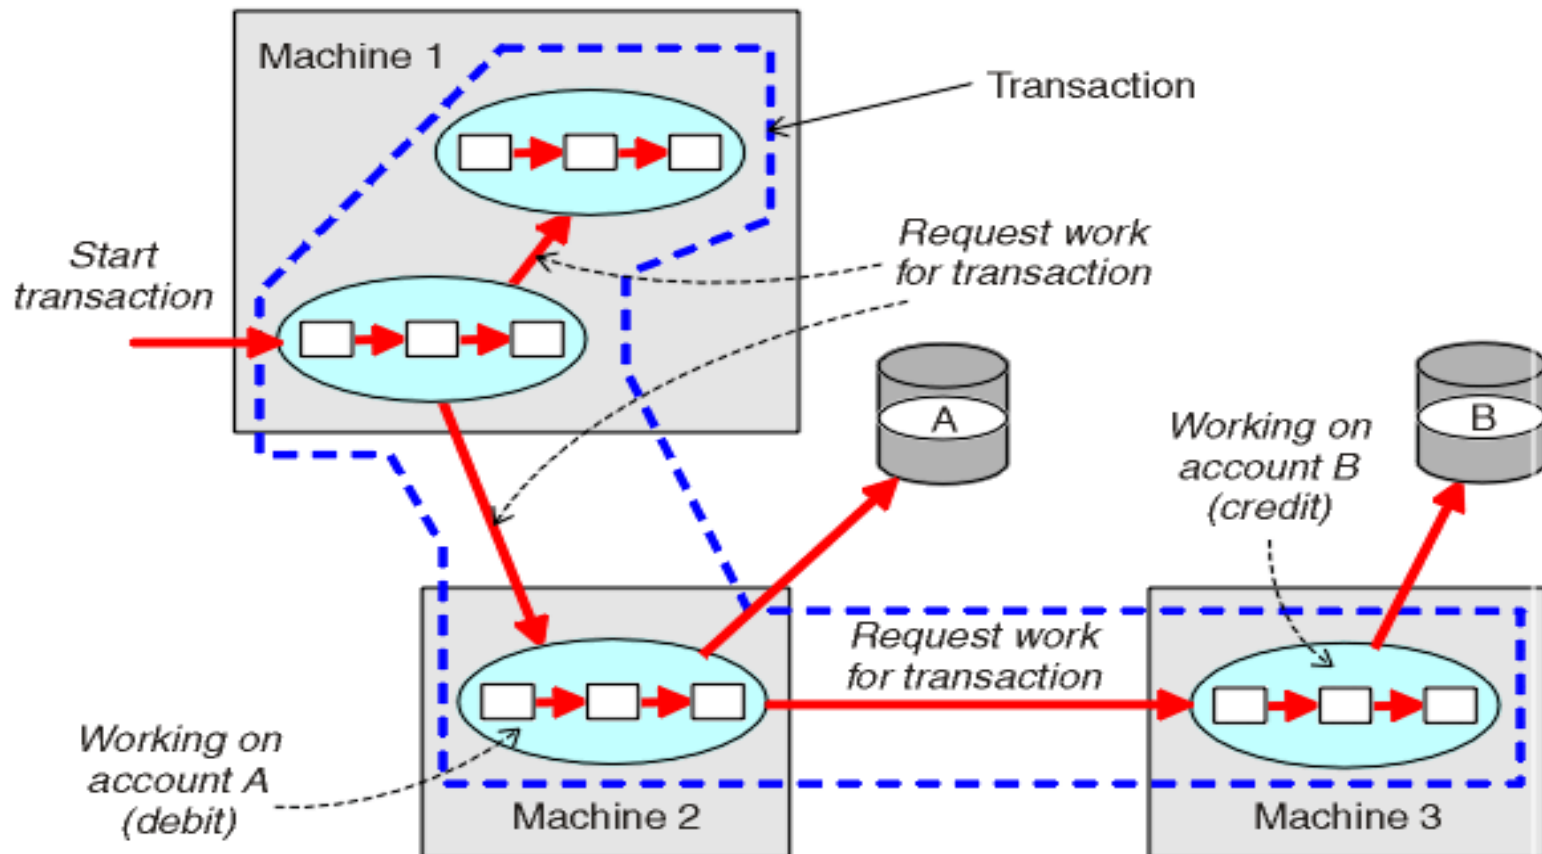 Machine 1
Transaction
Start
transaction
Request work
for transaction
A
B
Working on
account B
(credit)
Request work
for transaction
Working on
account A
(debit)
Machine 2
Machine 3